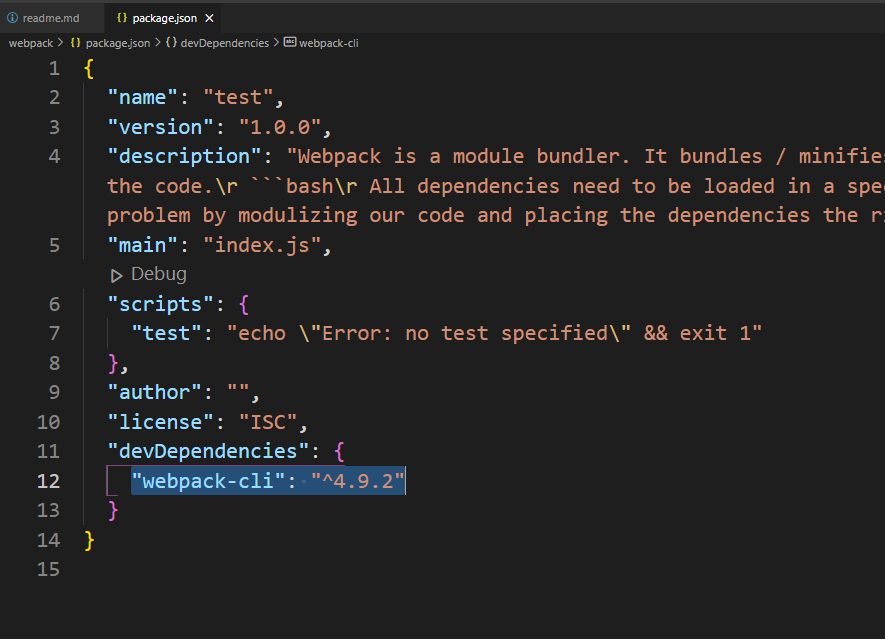 readme.md {} package.json ×
webpack > {} package.json > {} devDependencies > abc webpack-cli
1 {
2 "name": "test",
3 "version": "1.0.0",
4 "description": "Webpack is a module bundler. It bundles / minifies
the code.\r ```bash\r All dependencies need to be loaded in a spe
problem by modulizing our code and placing the dependencies the r
5 "main": "index.js",
Debug
6 "scripts": {
7 "test": "echo \"Error: no test specified\" && exit 1"
8 },
9 "author": "",
10 "license": "ISC",
11 "devDependencies": {
12 "webpack-cli": "^4.9.2"
13 }
14 }
15